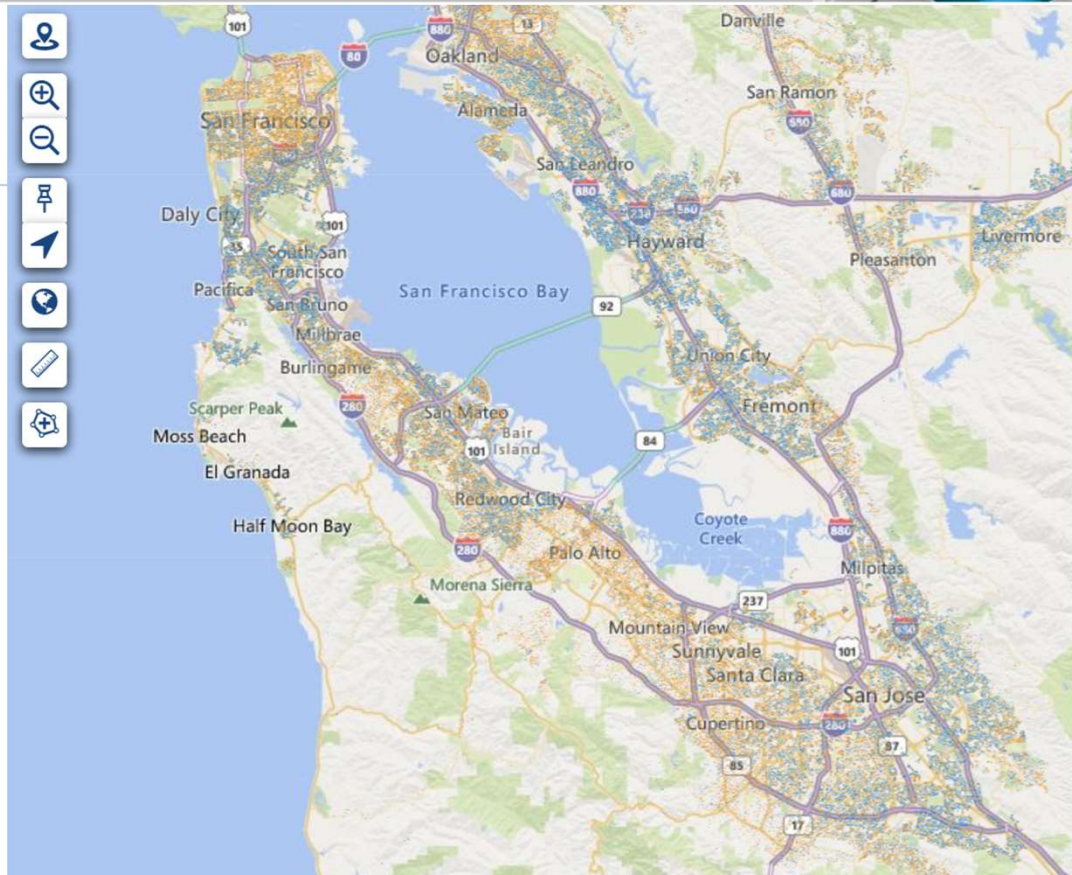 101
880
13
Danville
80
Oakland
San Ramon
Alameda
680
San Francisco
San Leandro
880
680
Daly City
238
580
101
Livermore
Hayward
35
South San
Francisco
Pleasanton
Pacifica
San Francisco Bay
San Bruno
92
Millbrae
Union City
Burlingame
280
Fremont
Scarper Peak
San Mateo
Moss Beach
Bair
Island
84
101
El Granada
Redwood City
Half Moon Bay
Coyote
Creek
880
280
Palo Alto
Milpitas
Morena Sierra
237
Mountain View
680
Sunnyvale
101
Santa Clara
San Jose
Cupertino
280
87
85
17